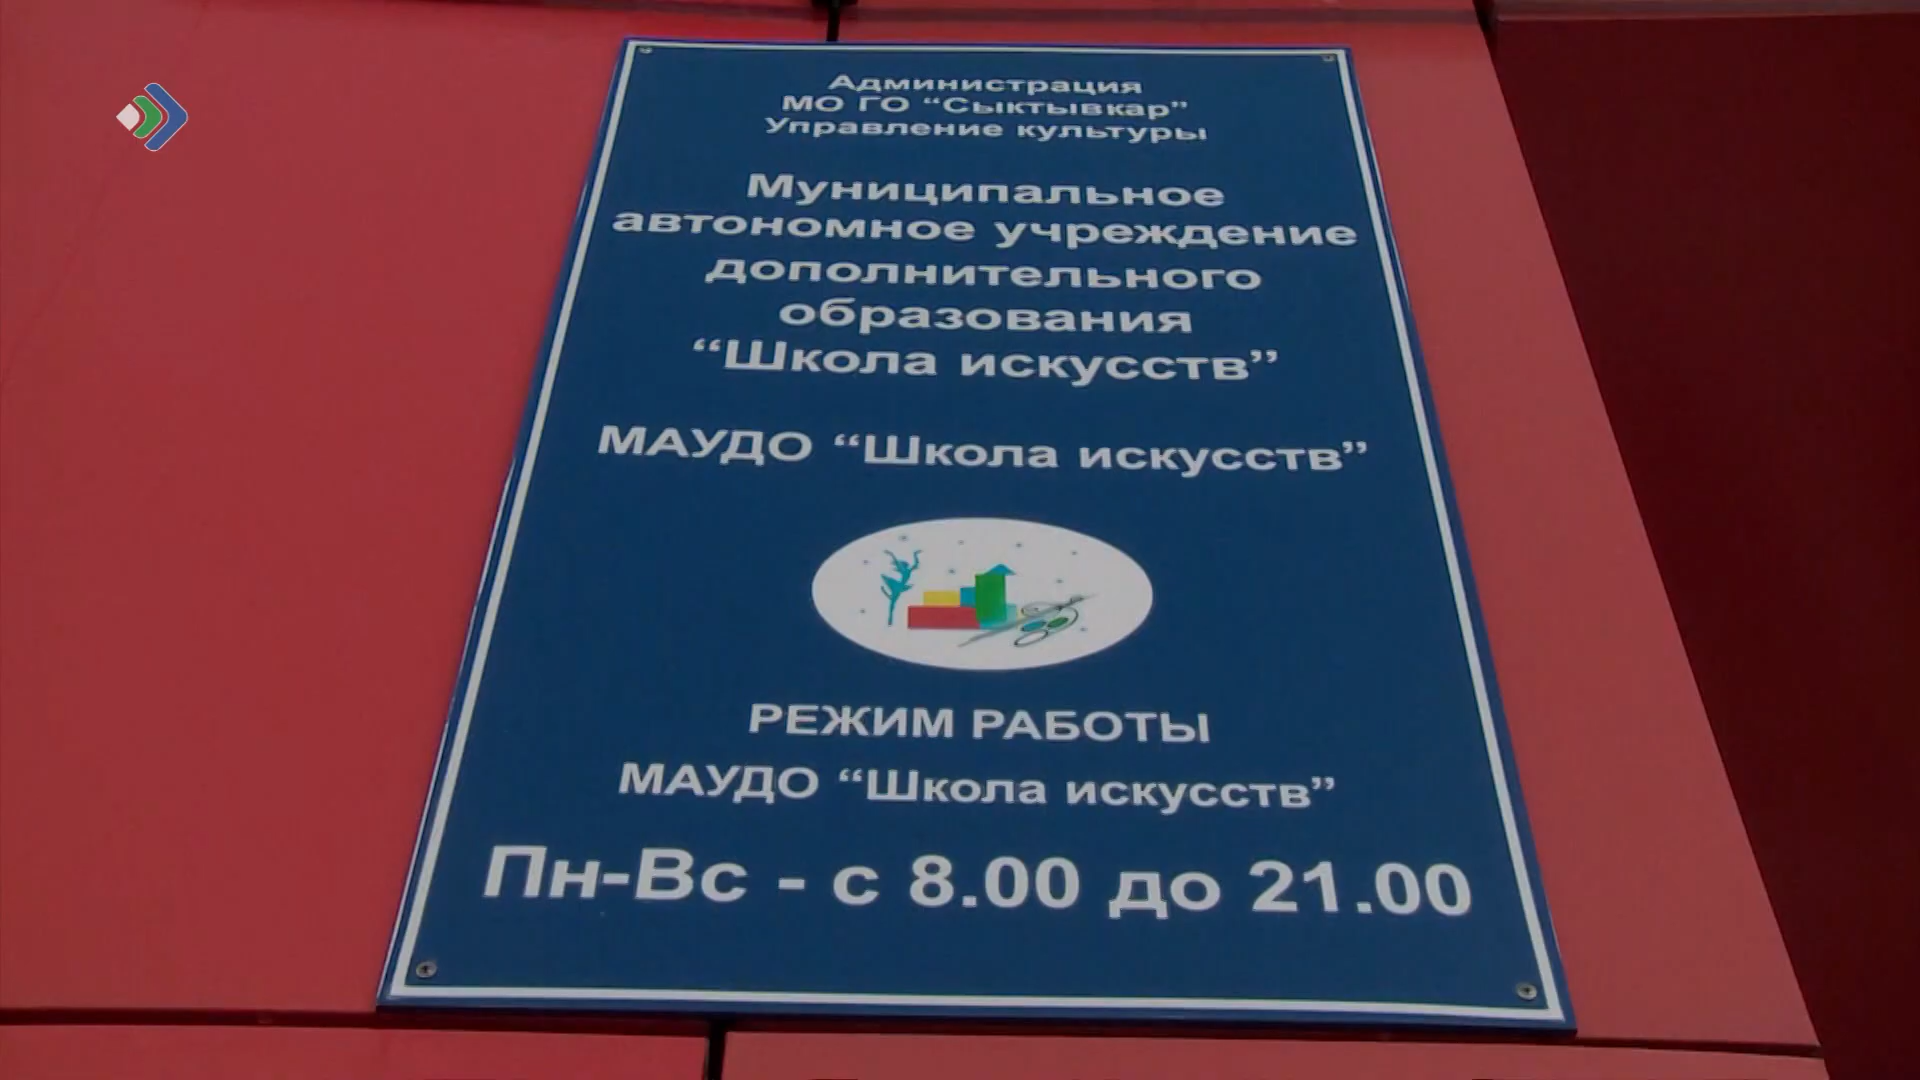 Администрация
МО ГО “Сыктывкар”
Управление культуры
Муниципальное
автономное учреждение
дополнительного
образования
“Школа искусств”
МАУДО “Школа искусств”
РЕЖИМ РАБОТЫ
МАУДО “Школа искусств”
Пн-Вс - с 8.00 до 21.00